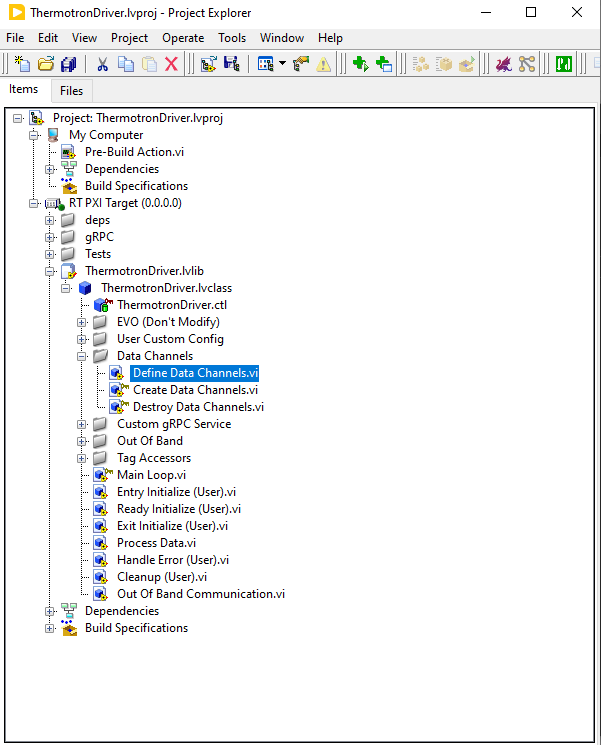 ThermotronDriver.lvproj - Project Explorer
File Edit View Project Operate Tools Window Help
Items Files
Project: ThermotronDriver.lvproj
My Computer
Pre-Build Action.vi
Dependencies
Build Specifications
RT PXI Target (0.0.0.0)
deps
gRPC
Tests
ThermotronDriver.lvlib
ThermotronDriver.lvclass
ThermotronDriver.ctl
EVO (Don't Modify)
User Custom Config
Data Channels
Define Data Channels.vi
Create Data Channels.vi
Destroy Data Channels.vi
Custom gRPC Service
Out Of Band
Tag Accessors
Main Loop.vi
Entry Initialize (User).vi
Ready Initialize (User).vi
Exit Initialize (User).vi
Process Data.vi
Handle Error (User).vi
Cleanup (User).vi
Out Of Band Communication.vi
Dependencies
Build Specifications